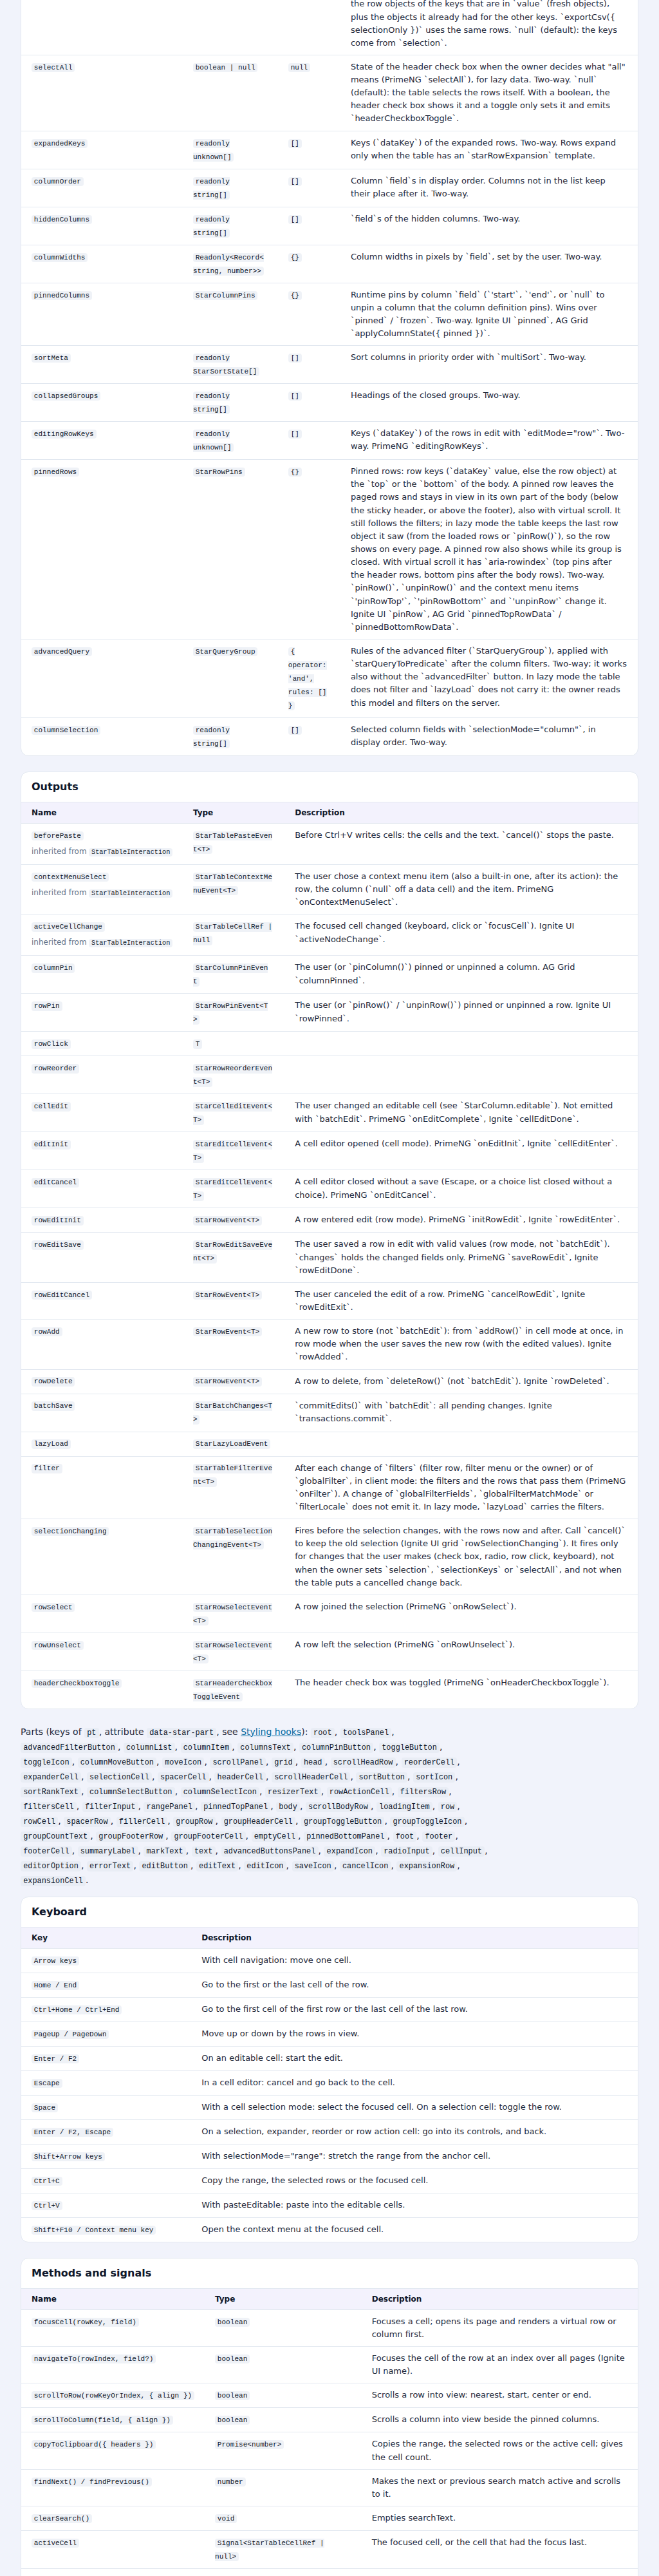 the row objects of the keys that are in `value` (fresh objects),
plus the objects it already had for the other keys. `exportCsv({
selectionOnly })` uses the same rows. `null` (default): the keys
come from `selection`.
selectAll boolean | null null State of the header check box when the owner decides what "all"
means (PrimeNG `selectAll`), for lazy data. Two-way. `null`
(default): the table selects the rows itself. With a boolean, the
header check box shows it and a toggle only sets it and emits
`headerCheckboxToggle`.
expandedKeys readonly [] Keys (`dataKey`) of the expanded rows. Two-way. Rows expand
unknown[] only when the table has an `starRowExpansion` template.
columnOrder readonly [] Column `field`s in display order. Columns not in the list keep
string[] their place after it. Two-way.
hiddenColumns readonly [] `field`s of the hidden columns. Two-way.
string[]
columnWidths Readonly<Record< {} Column widths in pixels by `field`, set by the user. Two-way.
string, number>>
pinnedColumns StarColumnPins {} Runtime pins by column `field` (`'start'`, `'end'`, or `null` to
unpin a column that the column definition pins). Wins over
`pinned` / `frozen`. Two-way. Ignite UI `pinned`, AG Grid
`applyColumnState({ pinned })`.
sortMeta readonly [] Sort columns in priority order with `multiSort`. Two-way.
StarSortState[]
collapsedGroups readonly [] Headings of the closed groups. Two-way.
string[]
editingRowKeys readonly [] Keys (`dataKey`) of the rows in edit with `editMode="row"`. Two-
unknown[] way. PrimeNG `editingRowKeys`.
pinnedRows StarRowPins {} Pinned rows: row keys (`dataKey` value, else the row object) at
the `top` or the `bottom` of the body. A pinned row leaves the
paged rows and stays in view in its own part of the body (below
the sticky header, or above the footer), also with virtual scroll. It
still follows the filters; in lazy mode the table keeps the last row
object it saw (from the loaded rows or `pinRow()`), so the row
shows on every page. A pinned row also shows while its group is
closed. With virtual scroll it has `aria-rowindex` (top pins after
the header rows, bottom pins after the body rows). Two-way.
`pinRow()`, `unpinRow()` and the context menu items
`'pinRowTop'`, `'pinRowBottom'` and `'unpinRow'` change it.
Ignite UI `pinRow`, AG Grid `pinnedTopRowData` /
`pinnedBottomRowData`.
advancedQuery StarQueryGroup { Rules of the advanced filter (`StarQueryGroup`), applied with
operator: `starQueryToPredicate` after the column filters. Two-way; it works
'and', also without the `advancedFilter` button. In lazy mode the table
rules: [] does not filter and `lazyLoad` does not carry it: the owner reads
} this model and filters on the server.
columnSelection readonly [] Selected column fields with `selectionMode="column"`, in
string[] display order. Two-way.
Outputs
Name Type Description
beforePaste StarTablePasteEven Before Ctrl+V writes cells: the cells and the text. `cancel()` stops the paste.
inherited from StarTableInteraction t<T>
contextMenuSelect StarTableContextMe The user chose a context menu item (also a built-in one, after its action): the
inherited from StarTableInteraction nuEvent<T> row, the column (`null` off a data cell) and the item. PrimeNG
`onContextMenuSelect`.
activeCellChange StarTableCellRef | The focused cell changed (keyboard, click or `focusCell`). Ignite UI
inherited from StarTableInteraction null `activeNodeChange`.
columnPin StarColumnPinEven The user (or `pinColumn()`) pinned or unpinned a column. AG Grid
t `columnPinned`.
rowPin StarRowPinEvent<T The user (or `pinRow()` / `unpinRow()`) pinned or unpinned a row. Ignite UI
> `rowPinned`.
rowClick T
rowReorder StarRowReorderEven
t<T>
cellEdit StarCellEditEvent< The user changed an editable cell (see `StarColumn.editable`). Not emitted
T> with `batchEdit`. PrimeNG `onEditComplete`, Ignite `cellEditDone`.
editInit StarEditCellEvent< A cell editor opened (cell mode). PrimeNG `onEditInit`, Ignite `cellEditEnter`.
T>
editCancel StarEditCellEvent< A cell editor closed without a save (Escape, or a choice list closed without a
T> choice). PrimeNG `onEditCancel`.
rowEditInit StarRowEvent<T> A row entered edit (row mode). PrimeNG `initRowEdit`, Ignite `rowEditEnter`.
rowEditSave StarRowEditSaveEve The user saved a row in edit with valid values (row mode, not `batchEdit`).
nt<T> `changes` holds the changed fields only. PrimeNG `saveRowEdit`, Ignite
`rowEditDone`.
rowEditCancel StarRowEvent<T> The user canceled the edit of a row. PrimeNG `cancelRowEdit`, Ignite
`rowEditExit`.
rowAdd StarRowEvent<T> A new row to store (not `batchEdit`): from `addRow()` in cell mode at once, in
row mode when the user saves the new row (with the edited values). Ignite
`rowAdded`.
rowDelete StarRowEvent<T> A row to delete, from `deleteRow()` (not `batchEdit`). Ignite `rowDeleted`.
batchSave StarBatchChanges<T `commitEdits()` with `batchEdit`: all pending changes. Ignite
> `transactions.commit`.
lazyLoad StarLazyLoadEvent
filter StarTableFilterEve After each change of `filters` (filter row, filter menu or the owner) or of
nt<T> `globalFilter`, in client mode: the filters and the rows that pass them (PrimeNG
`onFilter`). A change of `globalFilterFields`, `globalFilterMatchMode` or
`filterLocale` does not emit it. In lazy mode, `lazyLoad` carries the filters.
selectionChanging StarTableSelection Fires before the selection changes, with the rows now and after. Call `cancel()`
ChangingEvent<T> to keep the old selection (Ignite UI grid `rowSelectionChanging`). It fires only
for changes that the user makes (check box, radio, row click, keyboard), not
when the owner sets `selection`, `selectionKeys` or `selectAll`, and not when
the table puts a cancelled change back.
rowSelect StarRowSelectEvent A row joined the selection (PrimeNG `onRowSelect`).
<T>
rowUnselect StarRowSelectEvent A row left the selection (PrimeNG `onRowUnselect`).
<T>
headerCheckboxToggle StarHeaderCheckbox The header check box was toggled (PrimeNG `onHeaderCheckboxToggle`).
ToggleEvent
Parts (keys of pt, attribute data-star-part, see Styling hooks): root, toolsPanel,
advancedFilterButton, columnList, columnItem, columnsText, columnPinButton, toggleButton,
toggleIcon, columnMoveButton, moveIcon, scrollPanel, grid, head, scrollHeadRow, reorderCell,
expanderCell, selectionCell, spacerCell, headerCell, scrollHeaderCell, sortButton, sortIcon,
sortRankText, columnSelectButton, columnSelectIcon, resizerText, rowActionCell, filtersRow,
filtersCell, filterInput, rangePanel, pinnedTopPanel, body, scrollBodyRow, loadingItem, row,
rowCell, spacerRow, fillerCell, groupRow, groupHeaderCell, groupToggleButton, groupToggleIcon,
groupCountText, groupFooterRow, groupFooterCell, emptyCell, pinnedBottomPanel, foot, footer,
footerCell, summaryLabel, markText, text, advancedButtonsPanel, expandIcon, radioInput, cellInput,
editorOption, errorText, editButton, editText, editIcon, saveIcon, cancelIcon, expansionRow,
expansionCell.
Keyboard
Key Description
Arrow keys With cell navigation: move one cell.
Home / End Go to the first or the last cell of the row.
Ctrl+Home / Ctrl+End Go to the first cell of the first row or the last cell of the last row.
PageUp / PageDown Move up or down by the rows in view.
Enter / F2 On an editable cell: start the edit.
Escape In a cell editor: cancel and go back to the cell.
Space With a cell selection mode: select the focused cell. On a selection cell: toggle the row.
Enter / F2, Escape On a selection, expander, reorder or row action cell: go into its controls, and back.
Shift+Arrow keys With selectionMode="range": stretch the range from the anchor cell.
Ctrl+C Copy the range, the selected rows or the focused cell.
Ctrl+V With pasteEditable: paste into the editable cells.
Shift+F10 / Context menu key Open the context menu at the focused cell.
Methods and signals
Name Type Description
focusCell(rowKey, field) boolean Focuses a cell; opens its page and renders a virtual row or
column first.
navigateTo(rowIndex, field?) boolean Focuses the cell of the row at an index over all pages (Ignite
UI name).
scrollToRow(rowKeyOrIndex, { align }) boolean Scrolls a row into view: nearest, start, center or end.
scrollToColumn(field, { align }) boolean Scrolls a column into view beside the pinned columns.
copyToClipboard({ headers }) Promise<number> Copies the range, the selected rows or the active cell; gives
the cell count.
findNext() / findPrevious() number Makes the next or previous search match active and scrolls
to it.
clearSearch() void Empties searchText.
activeCell Signal<StarTableCellRef | The focused cell, or the cell that had the focus last.
null>